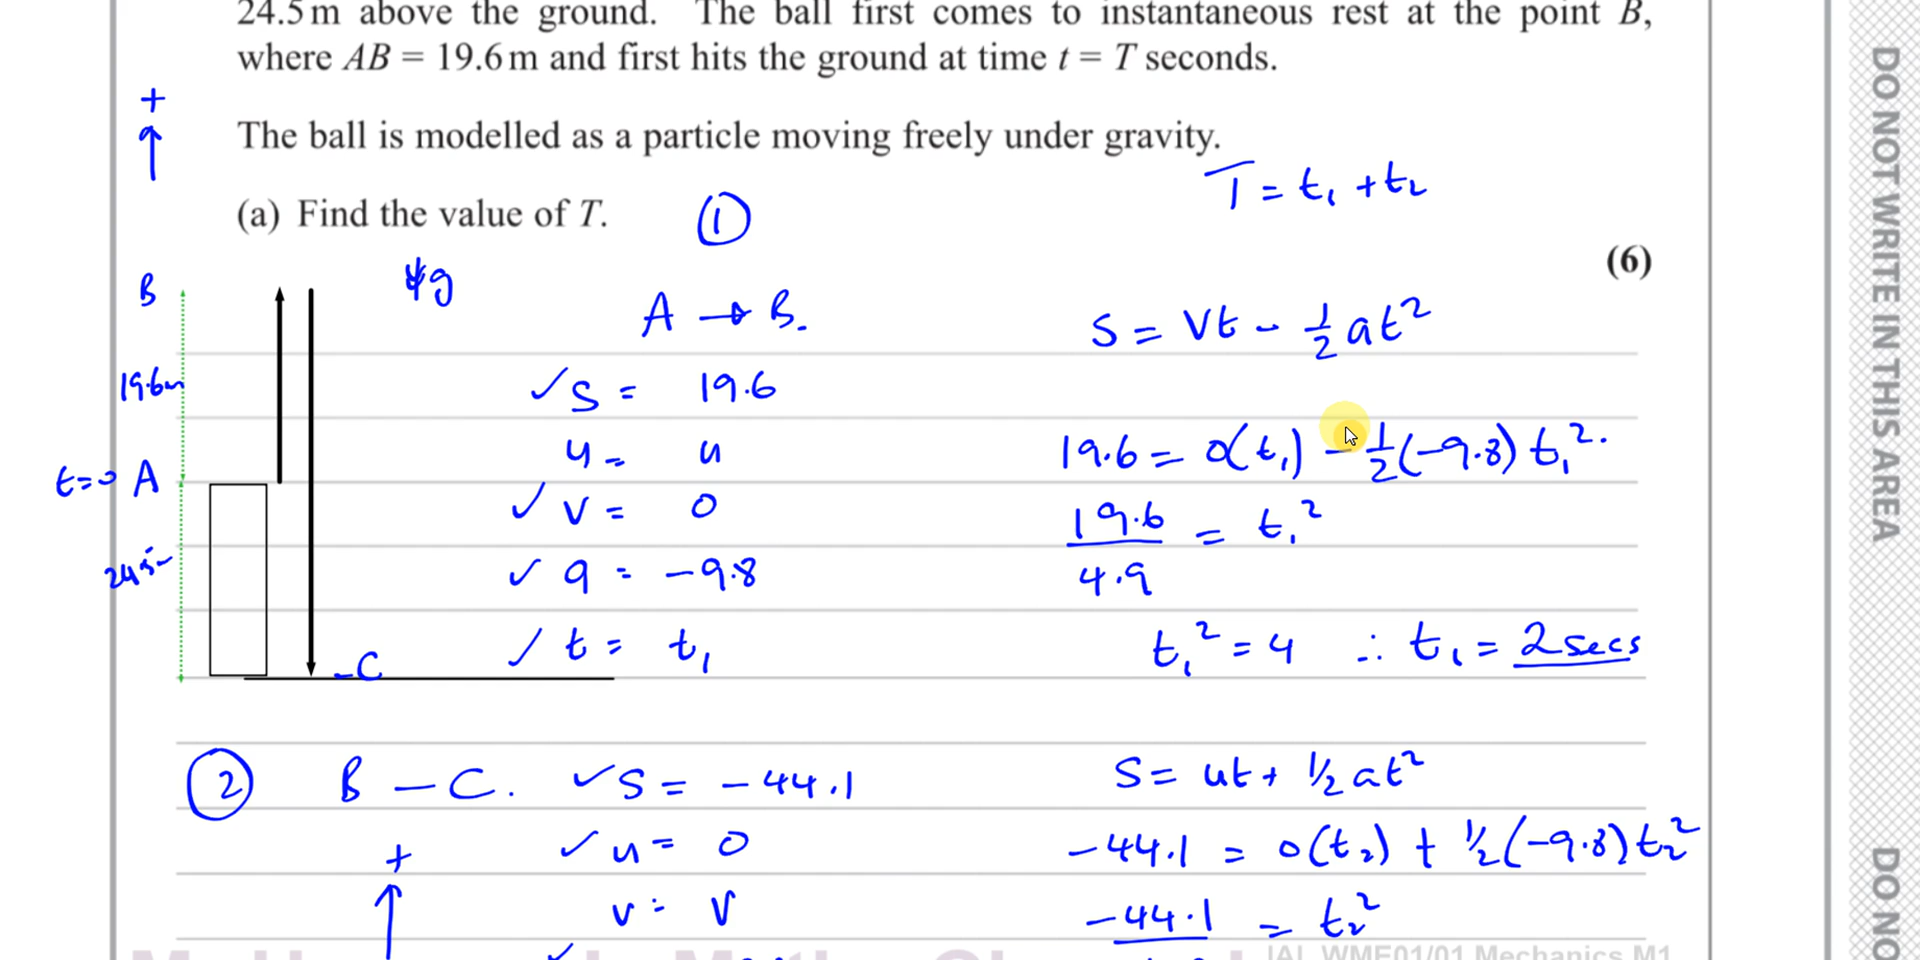 24.5 m above the ground. The ball first comes to instantaneous rest at the point B,
where AB = 19.6 m and first hits the ground at time t = T seconds.
+
The ball is modelled as a particle moving freely under gravity.
T = t₁ + t₂
(a) Find the value of T.
①
(6)
B
g
A → B.
S = Vt - ½at²
19.6m
✓ S = 19.6
u = u
19.6 = 0(t₁) - ½(-9.8)t₁².
t=0 A
✓ v = 0
19.6/4.9 = t₁²
24.5
✓ a = -9.8
✓ t = t₁
t₁² = 4 ∴ t₁ = 2 secs
C
② B - C. ✓ S = -44.1
S = ut + ½at²
✓ u = 0
-44.1 = 0(t₂) + ½(-9.8)t₂²
+
v = v
-44.1 = t₂²
IAL WME01/01 Mechanics M1
DO NOT WRITE IN THIS AREA
DO NO